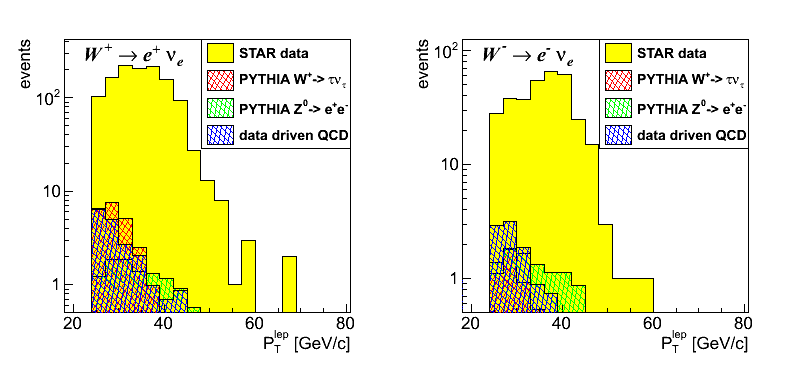 events
W⁺ → e⁺ νₑ
STAR data
PYTHIA W⁺-> τν_τ
PYTHIA Z⁰-> e⁺e⁻
data driven QCD
10²
10
1
20 40 60 80
P_T^lep [GeV/c]
events
W⁻ → e⁻ νₑ
STAR data
PYTHIA W⁺-> τν_τ
PYTHIA Z⁰-> e⁺e⁻
data driven QCD
10²
10
1
20 40 60 80
P_T^lep [GeV/c]